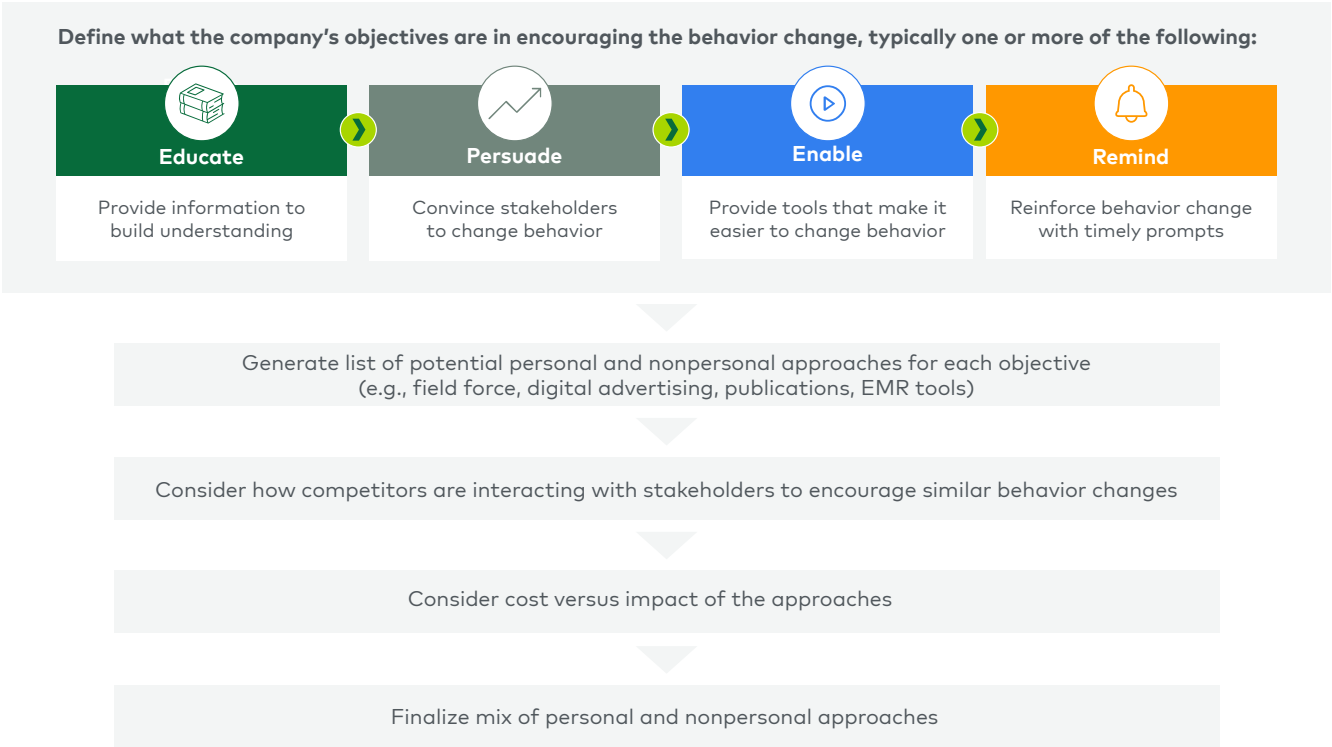 Define what the company’s objectives are in encouraging the behavior change, typically one or more of the following:
Educate
Provide information to
build understanding
Persuade
Convince stakeholders
to change behavior
Enable
Provide tools that make it
easier to change behavior
Remind
Reinforce behavior change
with timely prompts
Generate list of potential personal and nonpersonal approaches for each objective
(e.g., field force, digital advertising, publications, EMR tools)
Consider how competitors are interacting with stakeholders to encourage similar behavior changes
Consider cost versus impact of the approaches
Finalize mix of personal and nonpersonal approaches